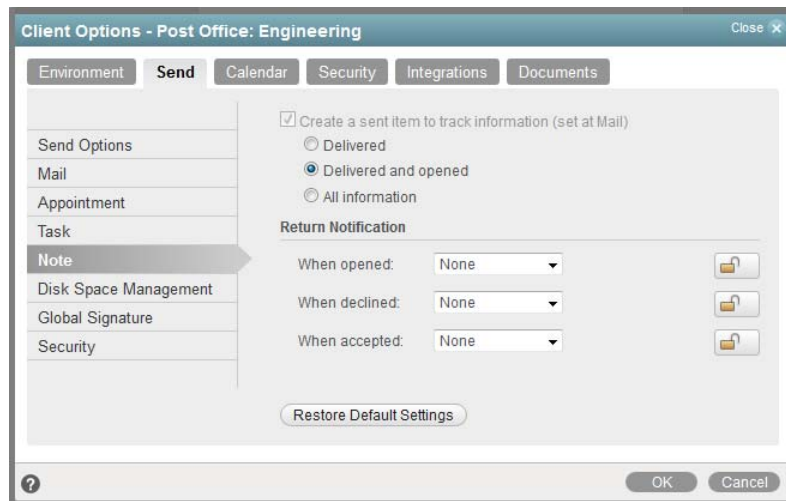 Client Options - Post Office: Engineering
Close
Environment Send Calendar Security Integrations Documents
Create a sent item to track information (set at Mail)
Send Options
Delivered
Mail
Delivered and opened
Appointment
All information
Task
Return Notification
Note
When opened: None
Disk Space Management
When declined: None
Global Signature
When accepted: None
Security
Restore Default Settings
? OK Cancel